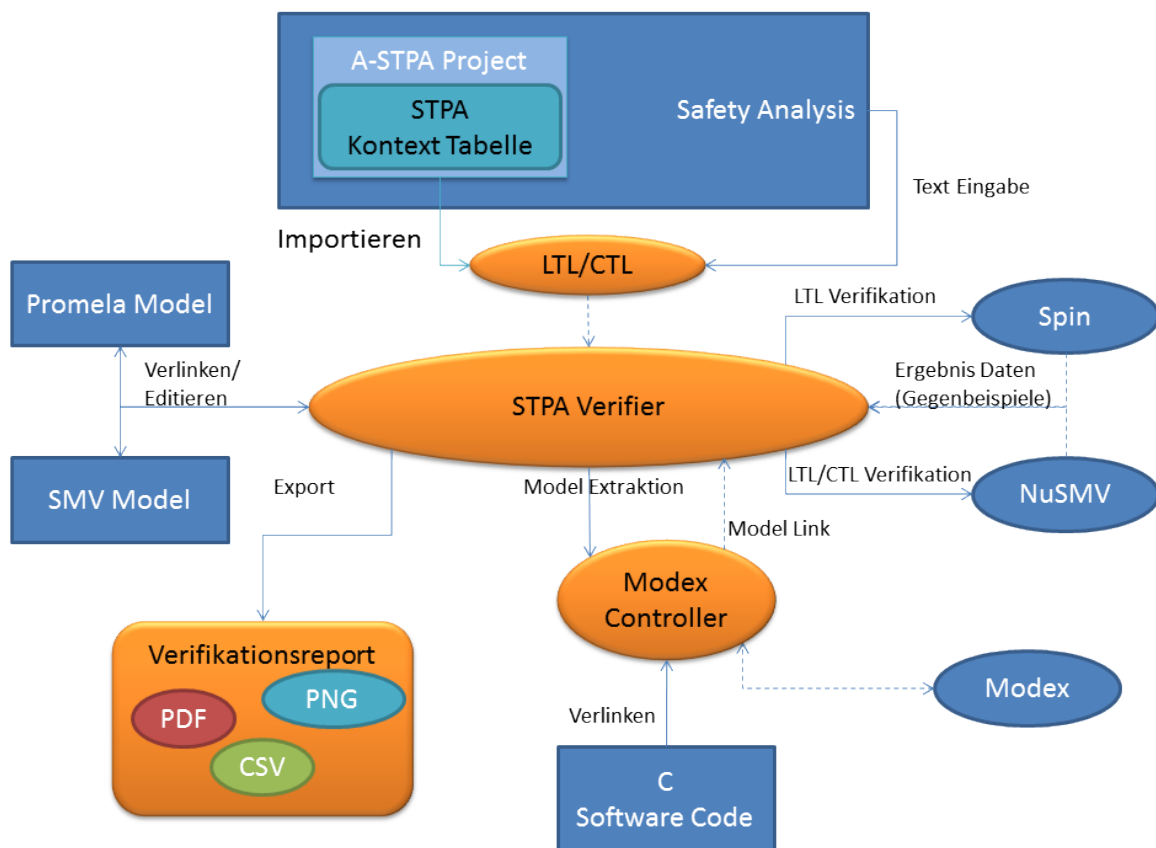 A-STPA Project
STPA
Kontext Tabelle
Safety Analysis
Text Eingabe
Importieren
LTL/CTL
Promela Model
LTL Verifikation
Spin
Verlinken/
Editieren
Ergebnis Daten
(Gegenbeispiele)
STPA Verifier
SMV Model
Export
Model Extraktion
LTL/CTL Verifikation
NuSMV
Model Link
Modex
Controller
Verifikationsreport
PNG
PDF
CSV
Modex
Verlinken
C
Software Code